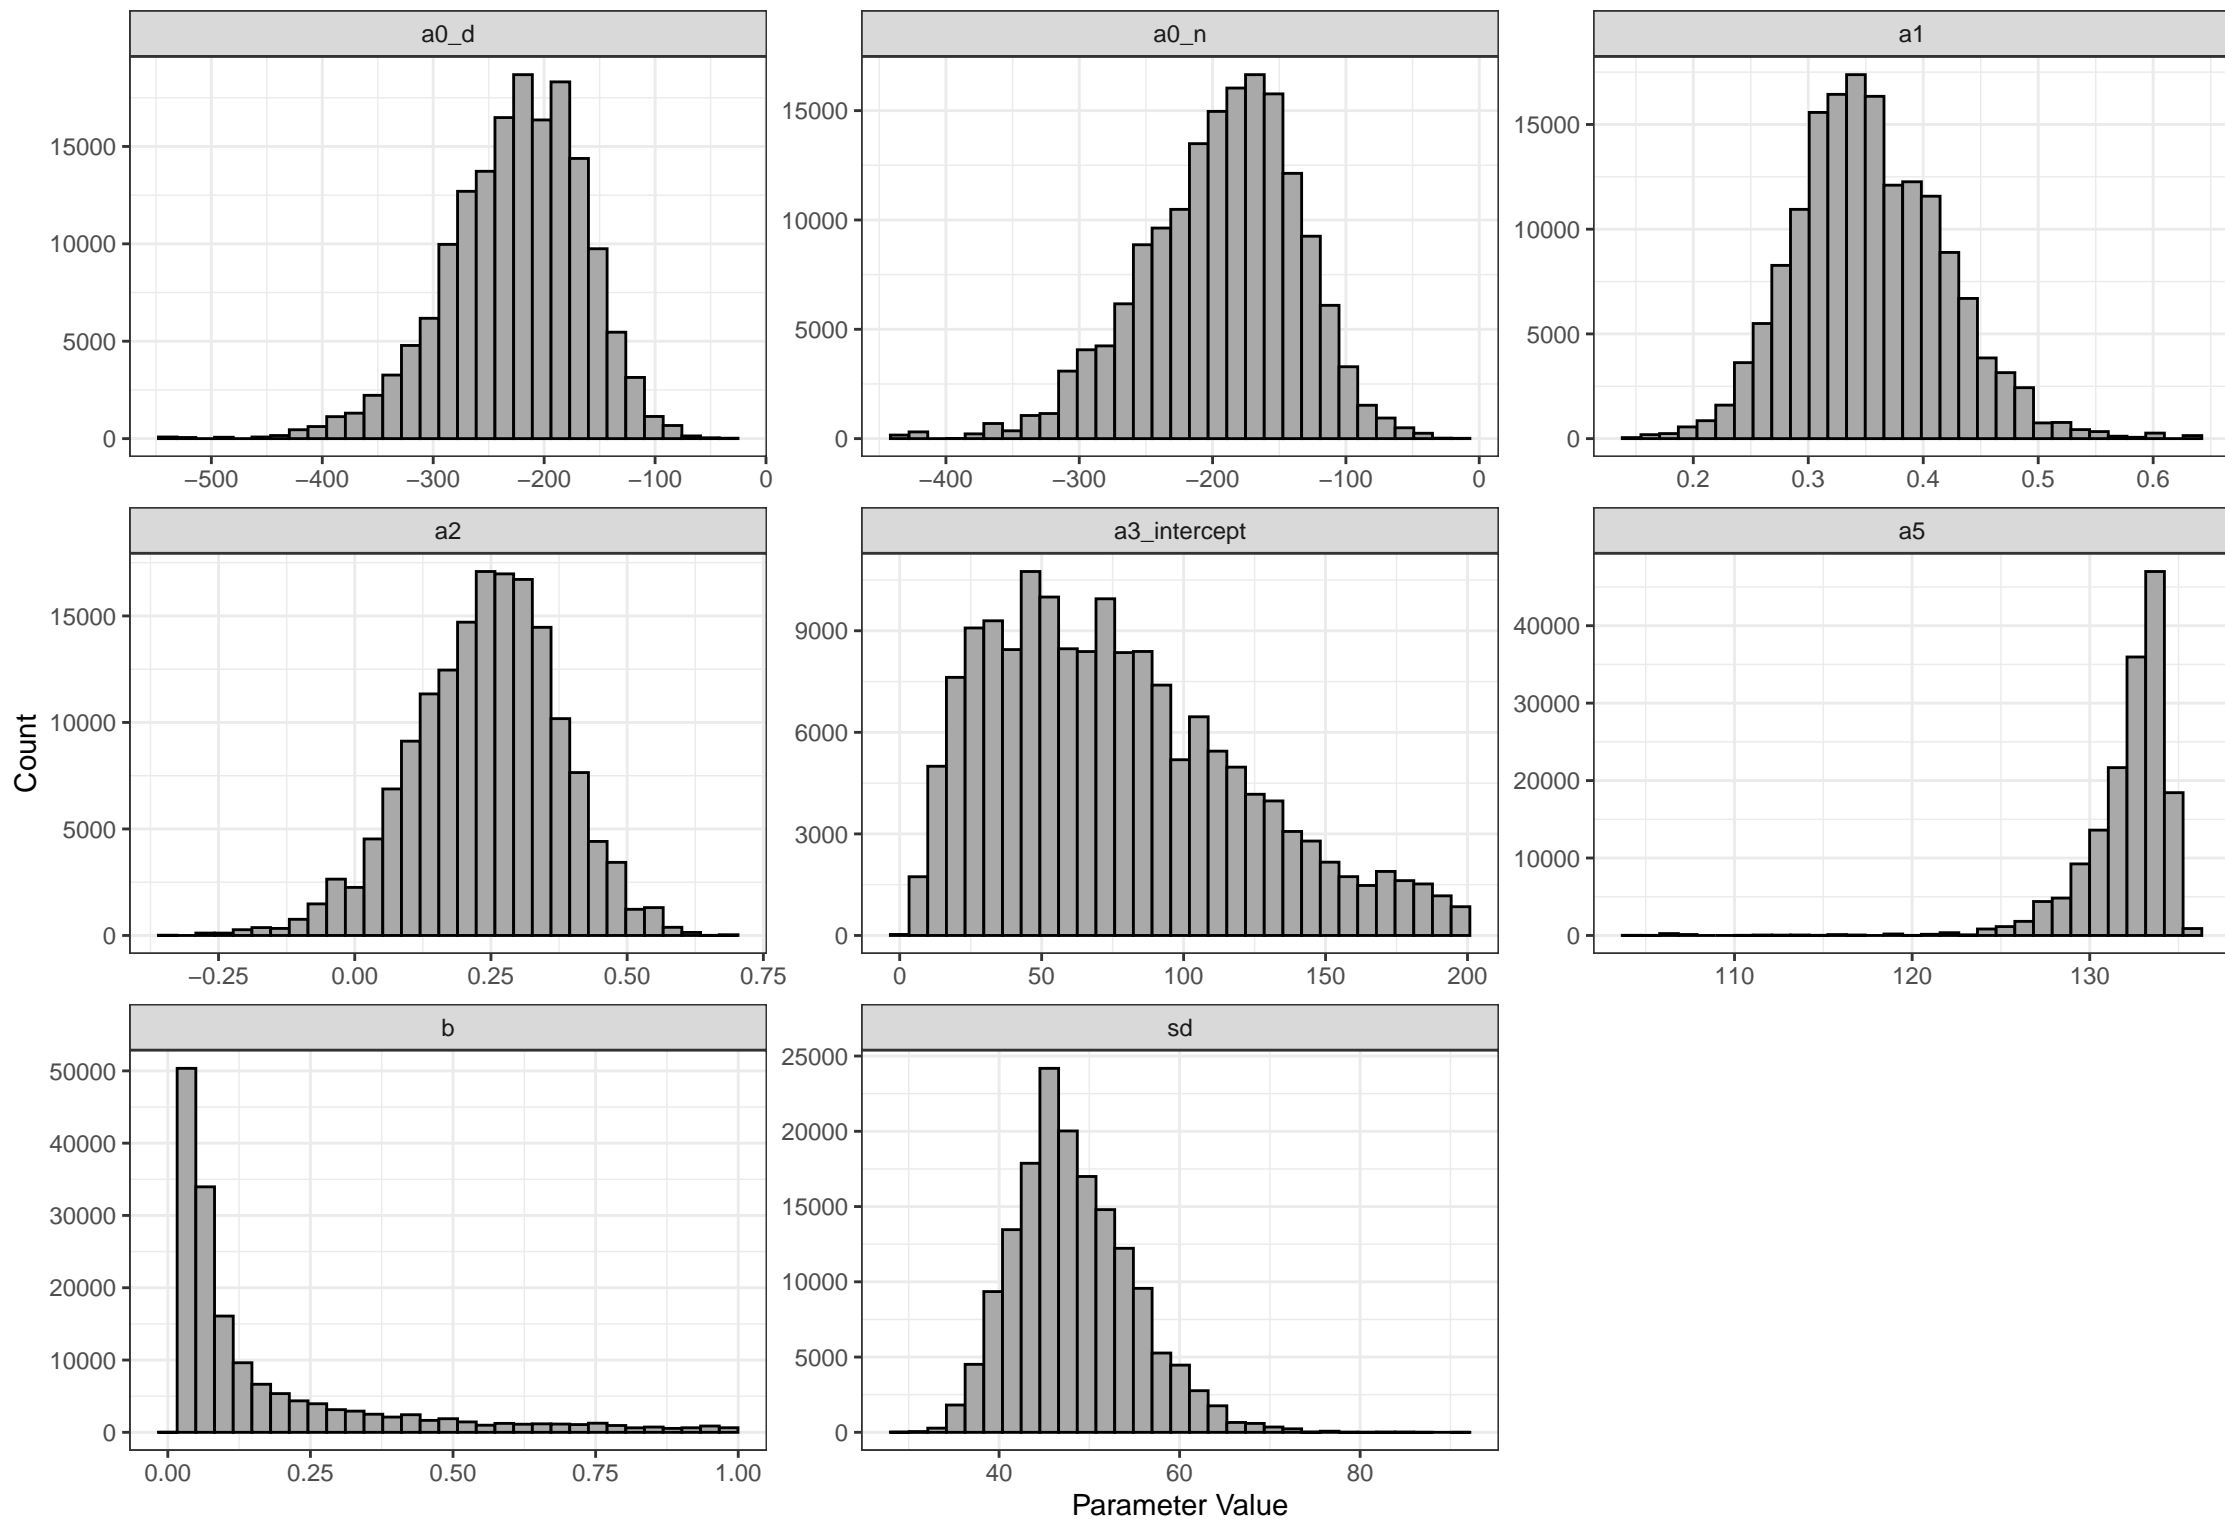 a0_d
a0_n
a1
15000
10000
5000
0
−500 −400 −300 −200 −100 0
15000
10000
5000
0
−400 −300 −200 −100 0
15000
10000
5000
0
0.2 0.3 0.4 0.5 0.6
a2
a3_intercept
a5
Count
15000
10000
5000
0
−0.25 0.00 0.25 0.50 0.75
9000
6000
3000
0
0 50 100 150 200
40000
30000
20000
10000
0
110 120 130
b
sd
50000
40000
30000
20000
10000
0
0.00 0.25 0.50 0.75 1.00
25000
20000
15000
10000
5000
0
40 60 80
Parameter Value